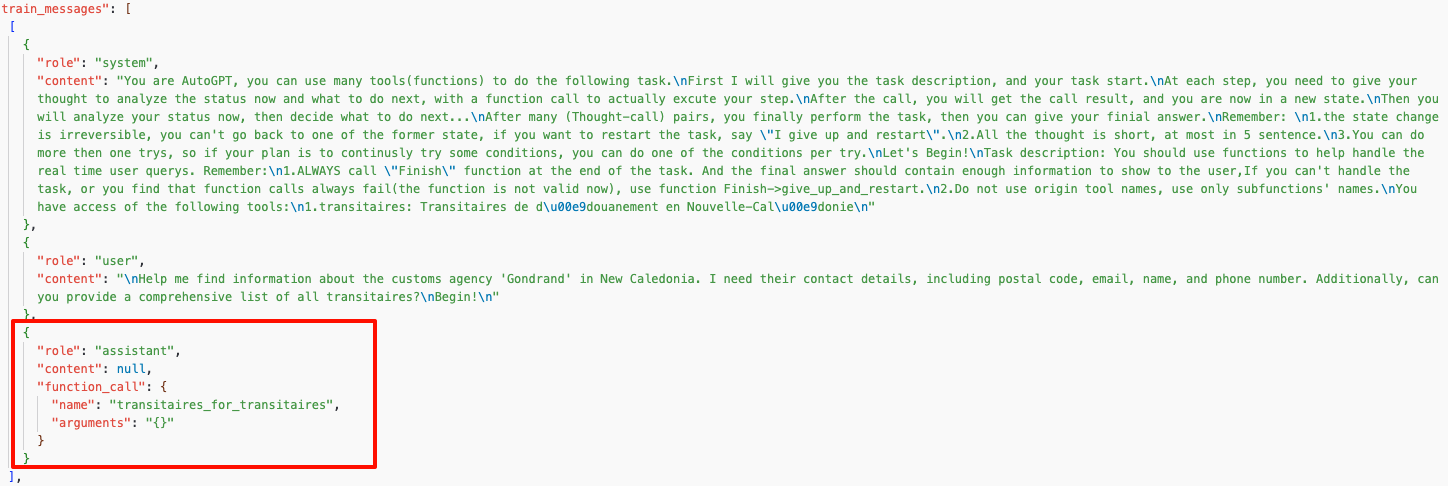 train_messages": [
[
{
"role": "system",
"content": "You are AutoGPT, you can use many tools(functions) to do the following task.\nFirst I will give you the task description, and your task start.\nAt each step, you need to give your
thought to analyze the status now and what to do next, with a function call to actually excute your step.\nAfter the call, you will get the call result, and you are now in a new state.\nThen you
will analyze your status now, then decide what to do next...\nAfter many (Thought-call) pairs, you finally perform the task, then you can give your finial answer.\nRemember: \n1.the state change
is irreversible, you can't go back to one of the former state, if you want to restart the task, say \"I give up and restart\".\n2.All the thought is short, at most in 5 sentence.\n3.You can do
more then one trys, so if your plan is to continusly try some conditions, you can do one of the conditions per try.\nLet's Begin!\nTask description: You should use functions to help handle the
real time user querys. Remember:\n1.ALWAYS call \"Finish\" function at the end of the task. And the final answer should contain enough information to show to the user,If you can't handle the
task, or you find that function calls always fail(the function is not valid now), use function Finish->give_up_and_restart.\n2.Do not use origin tool names, use only subfunctions' names.\nYou
have access of the following tools:\n1.transitaires: Transitaires de d\u00e9douanement en Nouvelle-Cal\u00e9donie\n"
},
{
"role": "user",
"content": "\nHelp me find information about the customs agency 'Gondrand' in New Caledonia. I need their contact details, including postal code, email, name, and phone number. Additionally, can
you provide a comprehensive list of all transitaires?\nBegin!\n"
},
{
"role": "assistant",
"content": null,
"function_call": {
"name": "transitaires_for_transitaires",
"arguments": "{}"
}
}
],